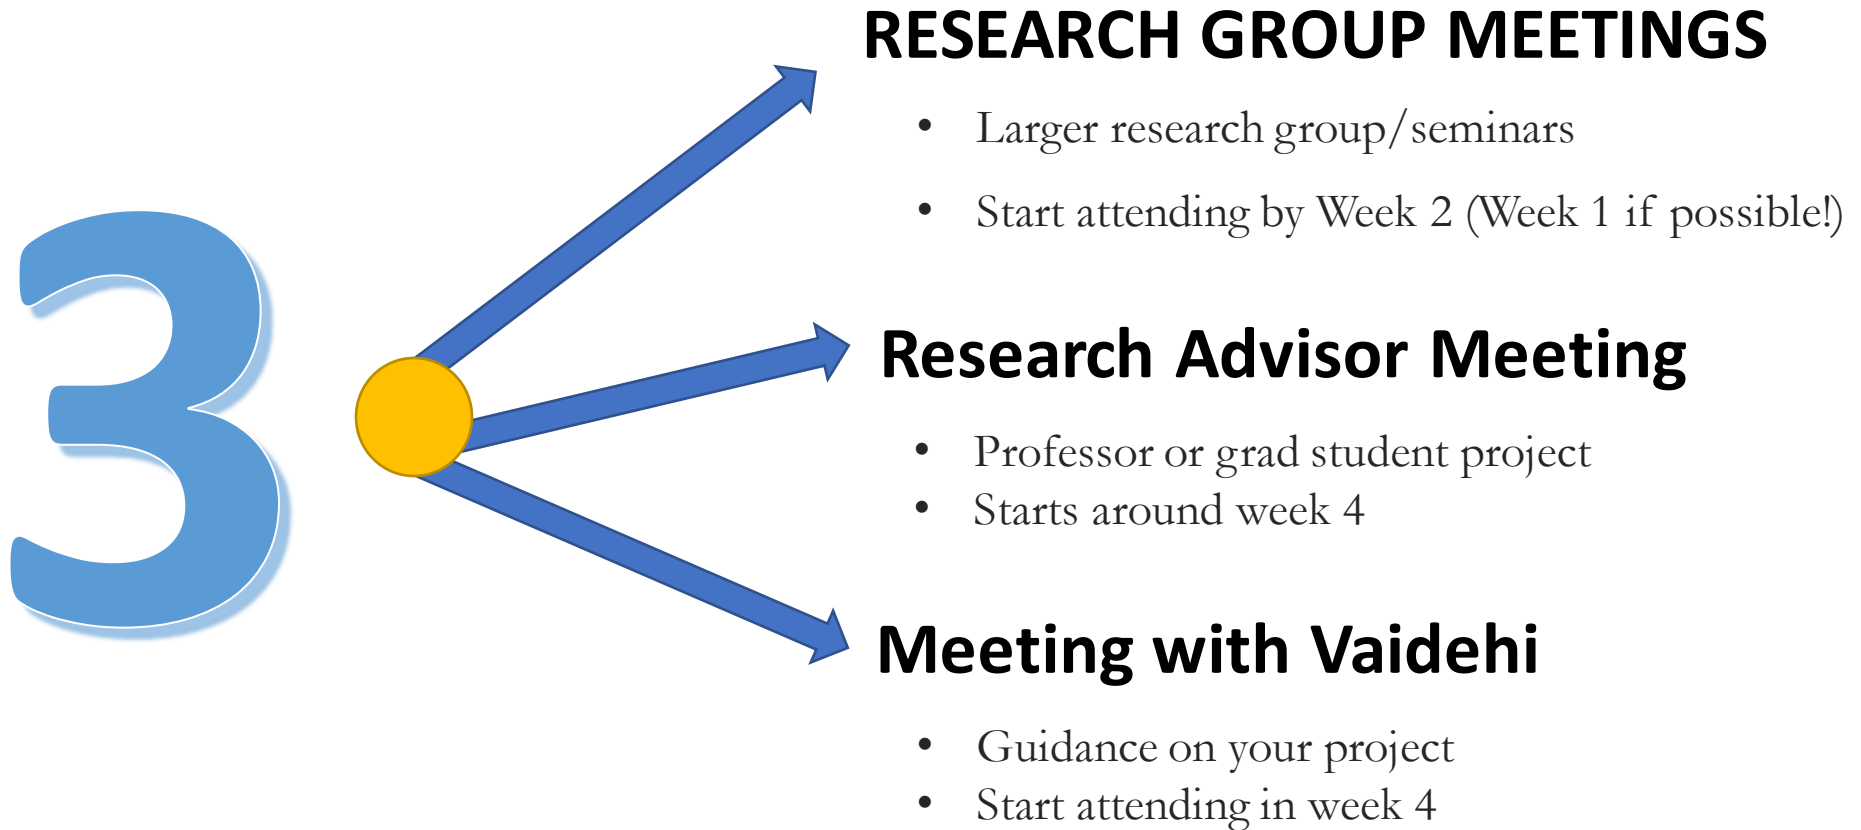 3
RESEARCH GROUP MEETINGS
• Larger research group/seminars
• Start attending by Week 2 (Week 1 if possible!)
Research Advisor Meeting
• Professor or grad student project
• Starts around week 4
Meeting with Vaidehi
• Guidance on your project
• Start attending in week 4